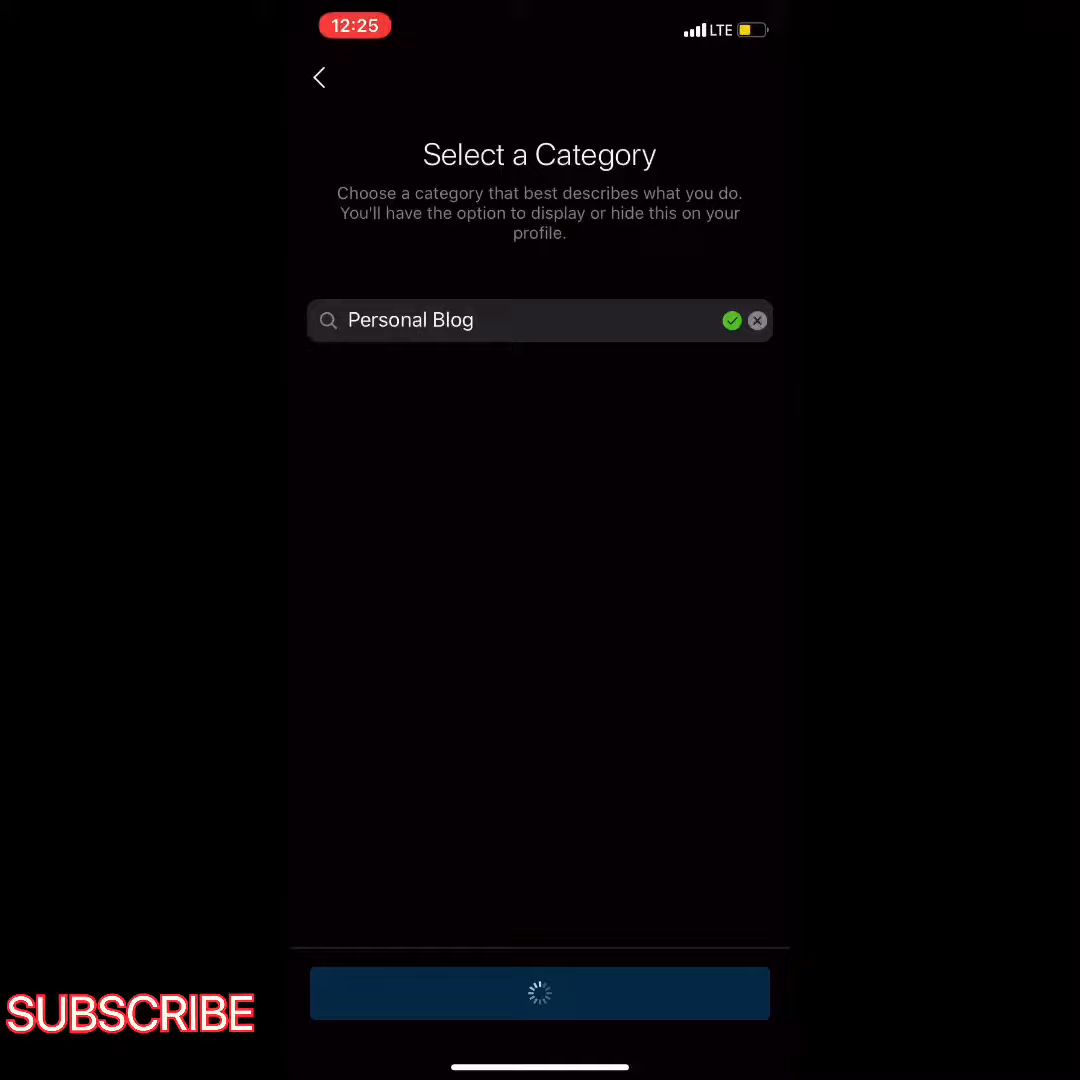 12:25
LTE
Select a Category
Choose a category that best describes what you do.
You'll have the option to display or hide this on your
profile.
Personal Blog
SUBSCRIBE